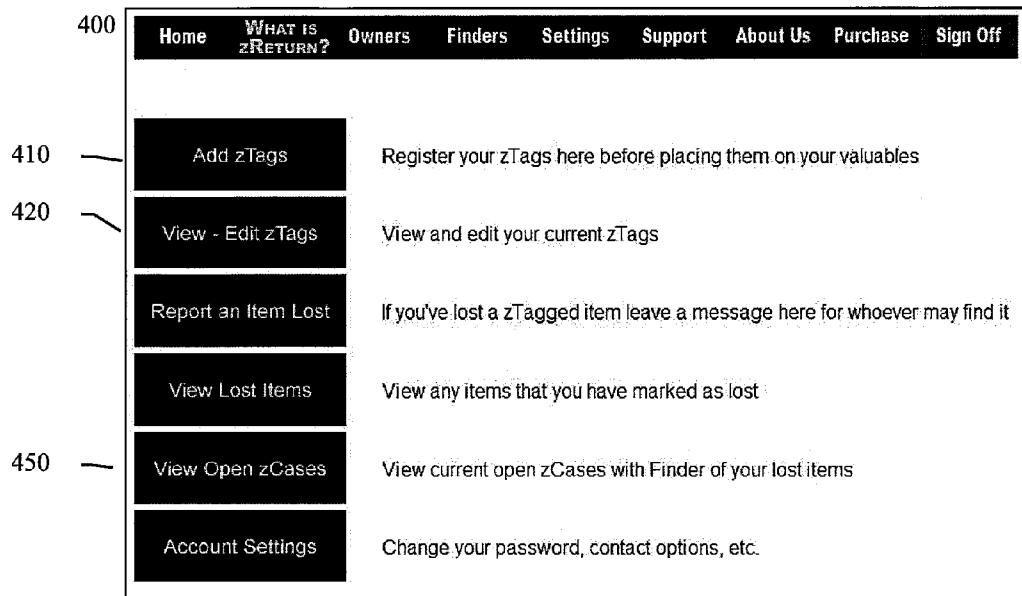 400
Home WHAT IS ZRETURN? Owners Finders Settings Support About Us Purchase Sign Off
410 Add zTags Register your zTags here before placing them on your valuables
420 View - Edit zTags View and edit your current zTags
Report an Item Lost If you've lost a zTagged item leave a message here for whoever may find it
View Lost Items View any items that you have marked as lost
450 View Open zCases View current open zCases with Finder of your lost items
Account Settings Change your password, contact options, etc.